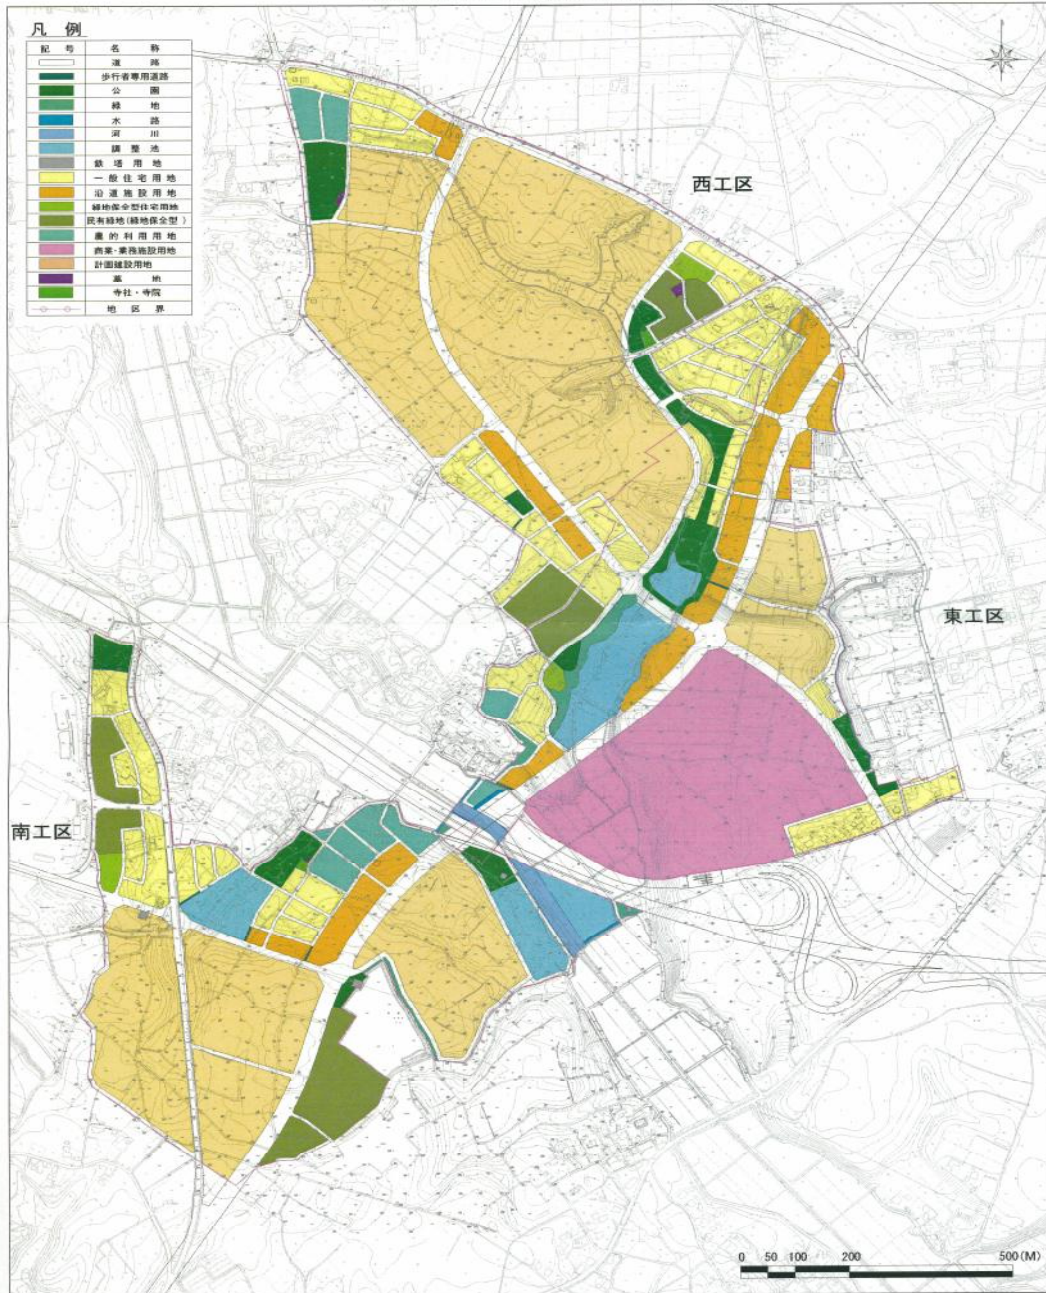 凡 例
記 号 名 称
道 路
歩行者専用道路
公 園
緑 地
水 路
河 川
調 整 池
鉄 塔 用 地
一 般 住 宅 用 地
沿 道 施 設 用 地
緑地保全型住宅用地
民有緑地(緑地保全型)
農 的 利 用 用 地
商業・業務施設用地
計画建設用地
墓 地
寺社・寺院
地 区 界
西工区
東工区
南工区
0 50 100 200 500(M)